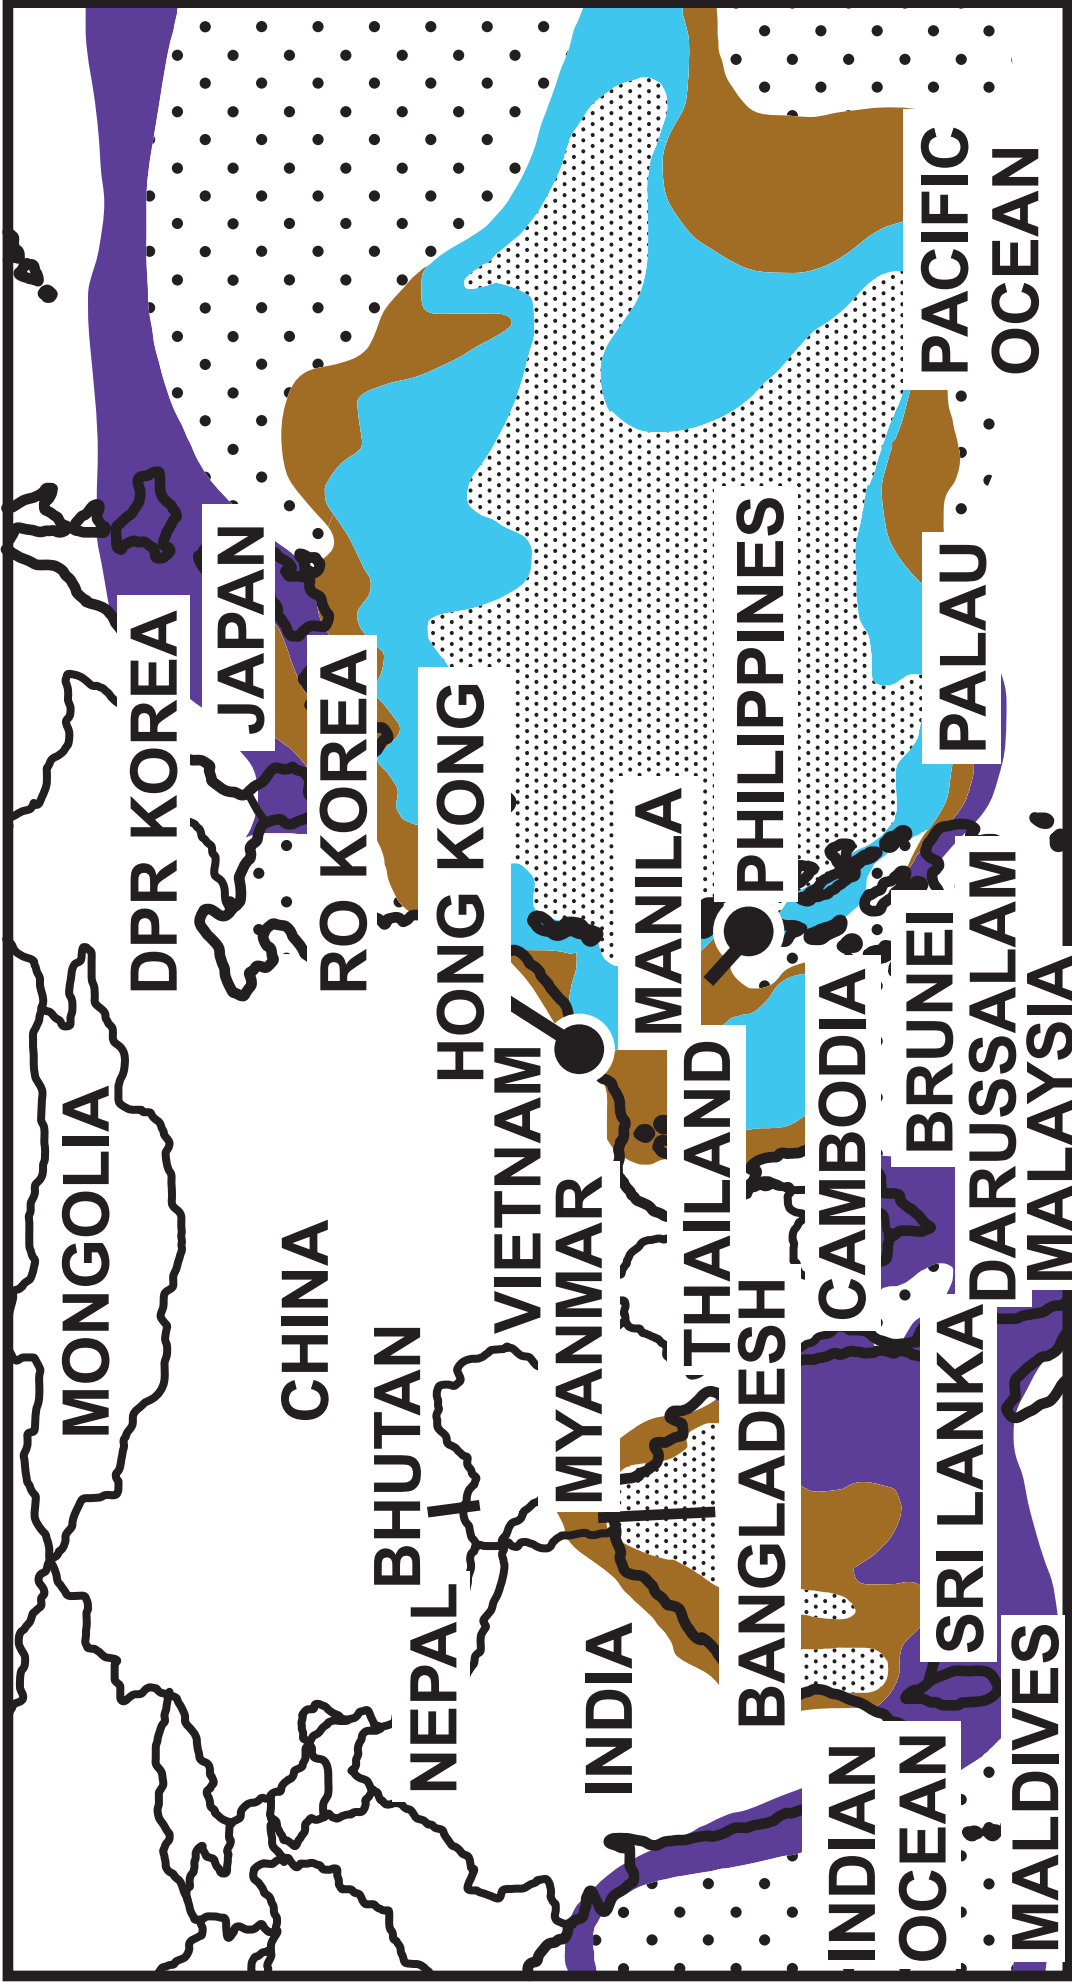 MONGOLIA
DPR KOREA
JAPAN
CHINA
RO KOREA
BHUTAN
NEPAL
HONG KONG
VIETNAM
MYANMAR
INDIA
MANILA
THAILAND
PHILIPPINES
BANGLADESH
CAMBODIA
INDIAN
OCEAN
BRUNEI
DARUSSALAM
PACIFIC
OCEAN
PALAU
SRI LANKA
MALDIVES
MALAYSIA